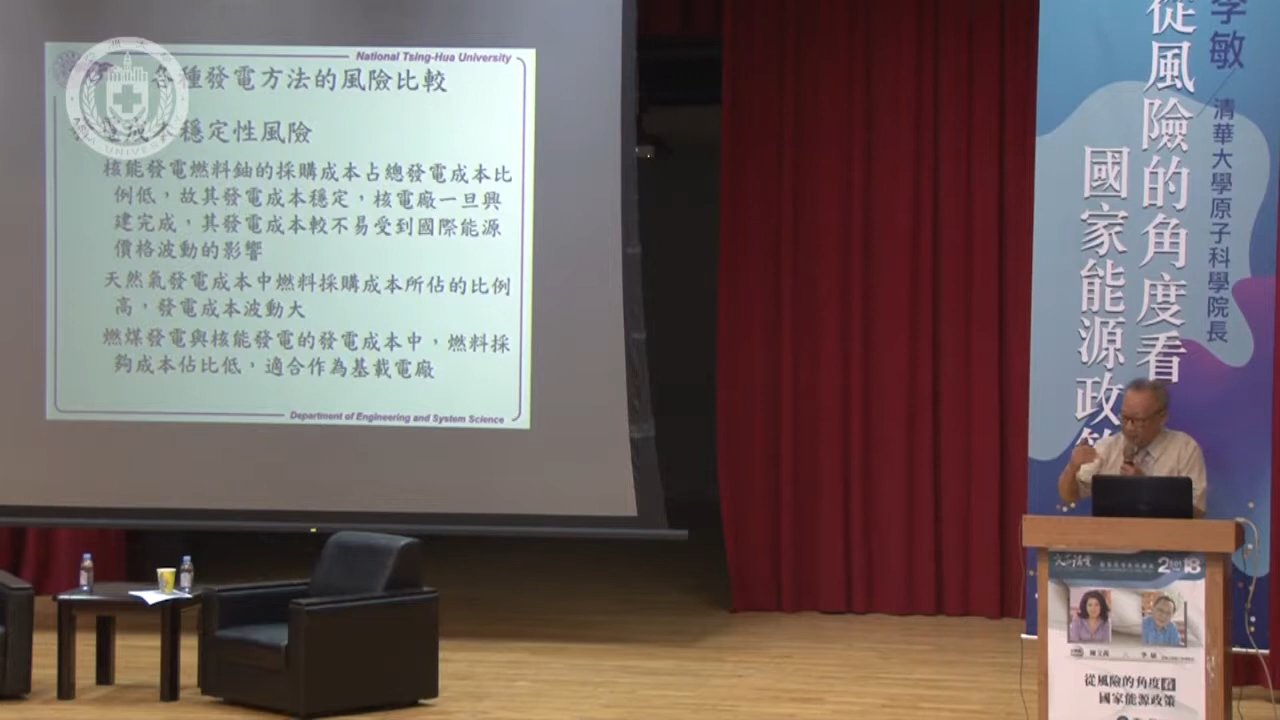 National Tsing-Hua University
各種發電方法的風險比較
成本穩定性風險
核能發電燃料鈾的採購成本占總發電成本比
例低，故其發電成本穩定，核電廠一旦興
建完成，其發電成本較不易受到國際能源
價格波動的影響
天然氣發電成本中燃料採購成本所佔的比例
高，發電成本波動大
燃煤發電與核能發電的發電成本中，燃料採
夠成本佔比低，適合作為基載電廠
Department of Engineering and System Science
李敏
清華大學原子科學院長
從風險的角度看
國家能源政策
李敏
從風險的角度看
國家能源政策